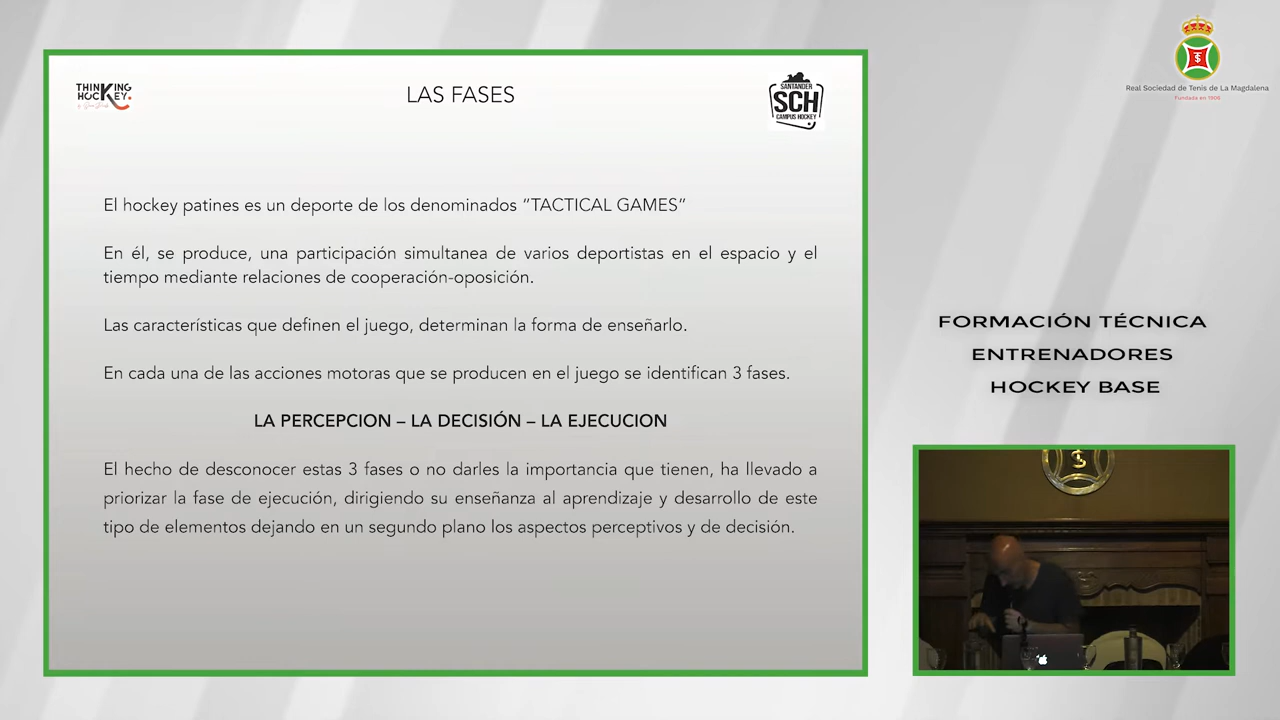 THINKING
HOCKEY.
LAS FASES
SANTANDER
SCH
CAMPUS HOCKEY
El hockey patines es un deporte de los denominados “TACTICAL GAMES”
En él, se produce, una participación simultanea de varios deportistas en el espacio y el
tiempo mediante relaciones de cooperación-oposición.
Las características que definen el juego, determinan la forma de enseñarlo.
En cada una de las acciones motoras que se producen en el juego se identifican 3 fases.
LA PERCEPCION – LA DECISIÓN – LA EJECUCION
El hecho de desconocer estas 3 fases o no darles la importancia que tienen, ha llevado a
priorizar la fase de ejecución, dirigiendo su enseñanza al aprendizaje y desarrollo de este
tipo de elementos dejando en un segundo plano los aspectos perceptivos y de decisión.
Real Sociedad de Tenis de La Magdalena
Fundada en 1906
FORMACIÓN TÉCNICA
ENTRENADORES
HOCKEY BASE